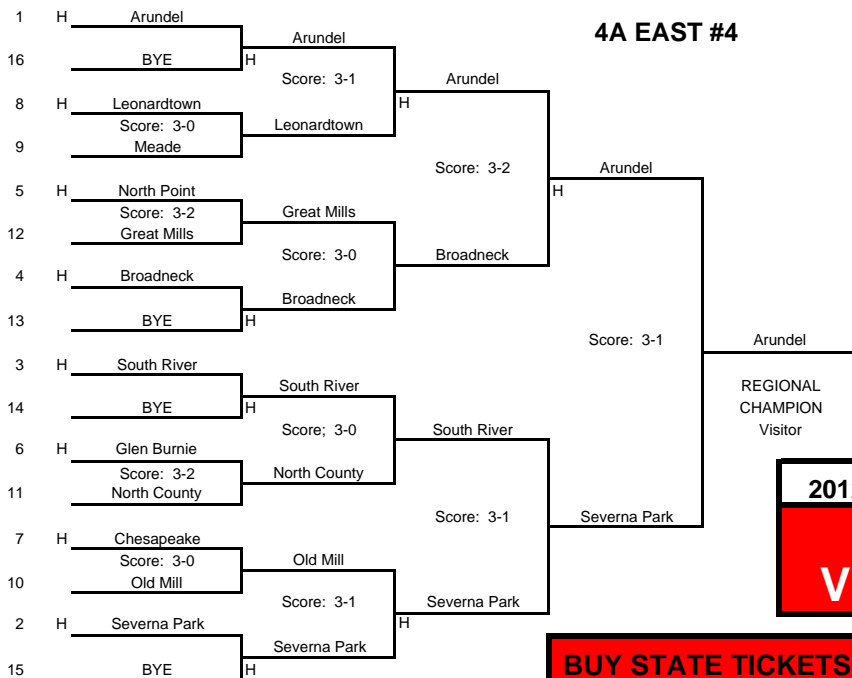 4A EAST #4
1 H Arundel
16 BYE H
Arundel
Score: 3-1
8 H Leonardtown
Score: 3-0
9 Meade
Leonardtown
H
Arundel
Score: 3-2
5 H North Point
Score: 3-2
12 Great Mills
Great Mills
Score: 3-0
4 H Broadneck
13 BYE H
Broadneck
Broadneck
H
Arundel
Score: 3-1
3 H South River
14 BYE H
South River
Score; 3-0
6 H Glen Burnie
Score: 3-2
11 North County
North County
South River
Score: 3-1
7 H Chesapeake
Score: 3-0
10 Old Mill
Old Mill
Score: 3-1
2 H Severna Park
15 BYE H
Severna Park
H
Severna Park
Severna Park
Arundel
REGIONAL
CHAMPION
Visitor
201
V
BUY STATE TICKETS